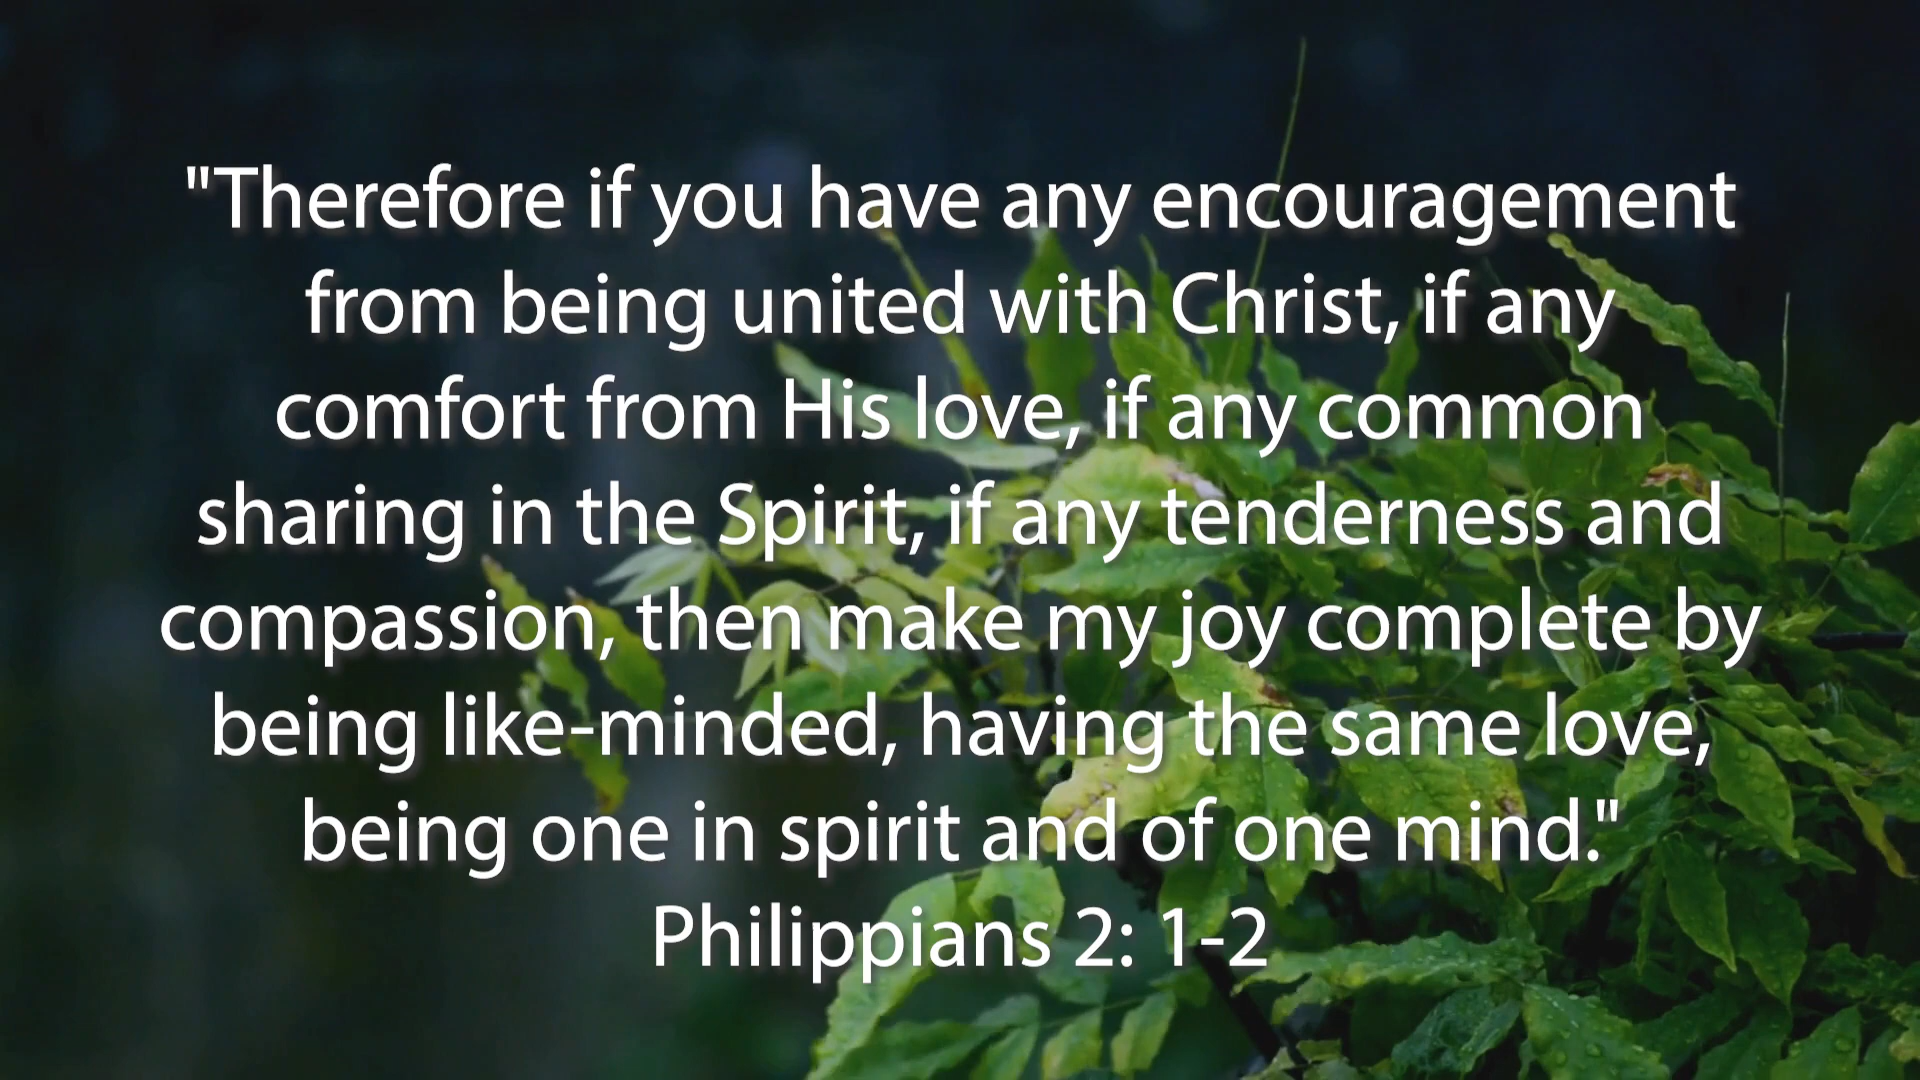 "Therefore if you have any encouragement
from being united with Christ, if any
comfort from His love, if any common
sharing in the Spirit, if any tenderness and
compassion, then make my joy complete by
being like-minded, having the same love,
being one in spirit and of one mind."
Philippians 2: 1-2